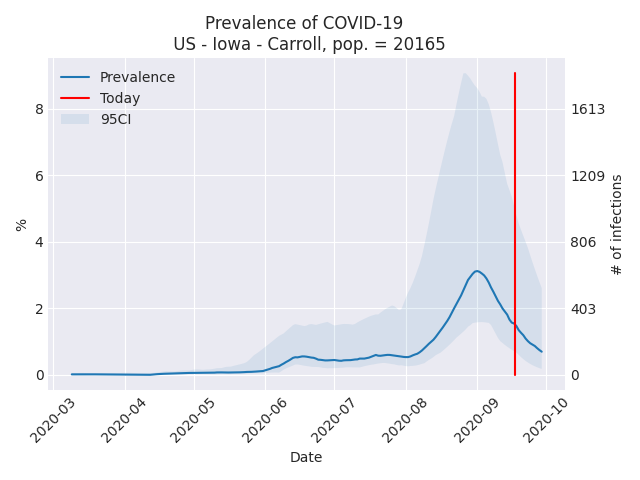 Prevalence of COVID-19
US - Iowa - Carroll, pop. = 20165
Prevalence
Today
95CI
%
8
6
4
2
0
1613
1209
806
403
0
# of infections
2020-03
2020-04
2020-05
2020-06
2020-07
2020-08
2020-09
2020-10
Date